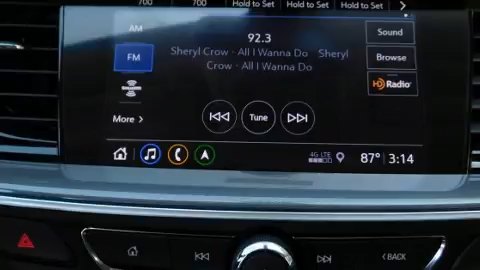 700 700 Hold to Set Hold to Set Hold to Set
AM
92.3
Sound
FM
Sheryl Crow · All I Wanna Do Sheryl
Crow · All I Wanna Do
Browse
SiriusXM
HD Radio
More >
Tune
4G LTE
87° 3:14
< BACK